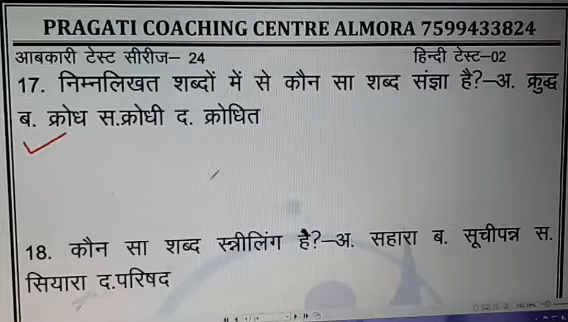 PRAGATI COACHING CENTRE ALMORA 7599433824
आबकारी टेस्ट सीरीज– 24 हिन्दी टेस्ट–02
17. निम्नलिखत शब्दों में से कौन सा शब्द संज्ञा है?–अ. क्रुद्ध
ब. क्रोध स.क्रोधी द. क्रोधित
18. कौन सा शब्द स्त्रीलिंग है?–अ. सहारा ब. सूचीपत्र स.
सियारा द.परिषद